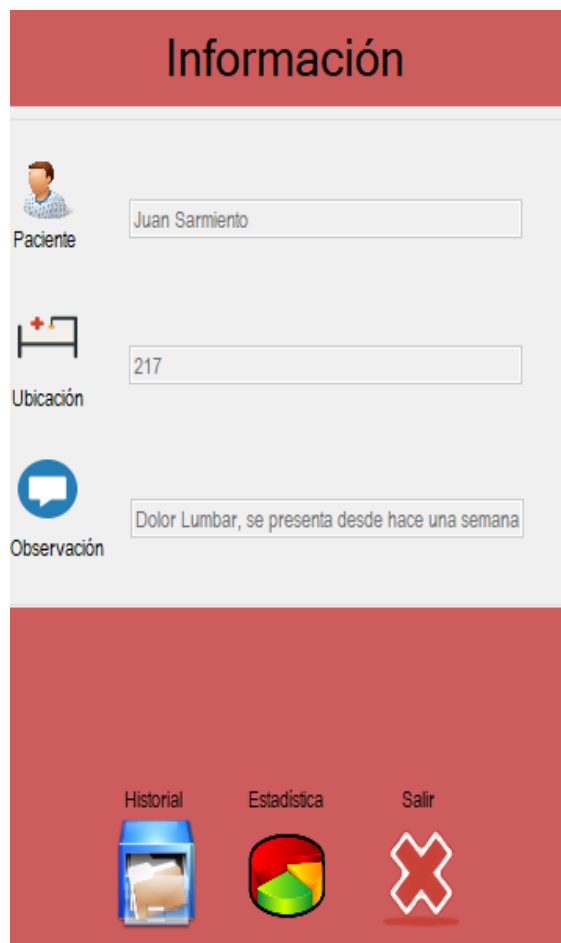 Información
Paciente
Juan Sarmiento
Ubicación
217
Observación
Dolor Lumbar, se presenta desde hace una semana
Historial
Estadística
Salir